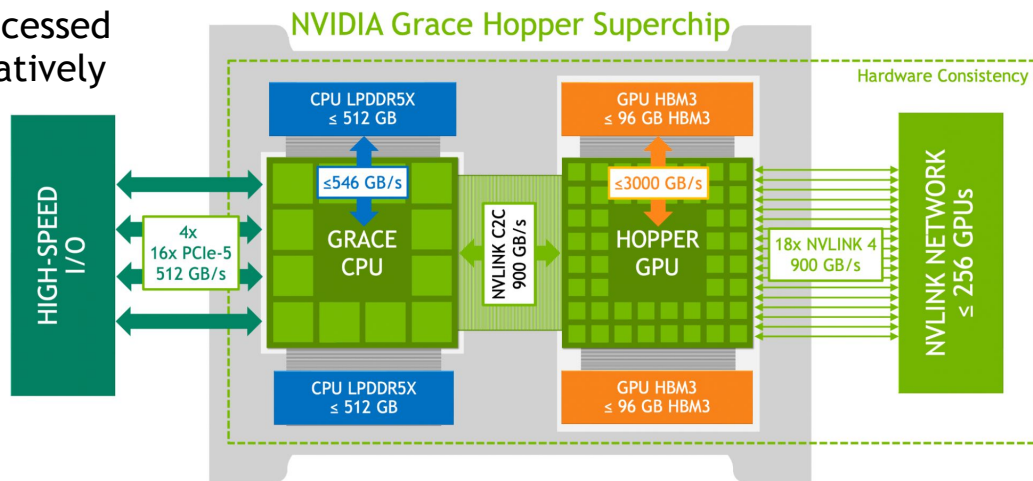 cessed
atively
NVIDIA Grace Hopper Superchip
Hardware Consistency
HIGH-SPEED
I/O
4x
16x PCIe-5
512 GB/s
CPU LPDDR5X
≤ 512 GB
≤546 GB/s
GRACE
CPU
CPU LPDDR5X
≤ 512 GB
NVLINK C2C
900 GB/s
GPU HBM3
≤ 96 GB HBM3
≤3000 GB/s
HOPPER
GPU
GPU HBM3
≤ 96 GB HBM3
18x NVLINK 4
900 GB/s
NVLINK NETWORK
≤ 256 GPUs